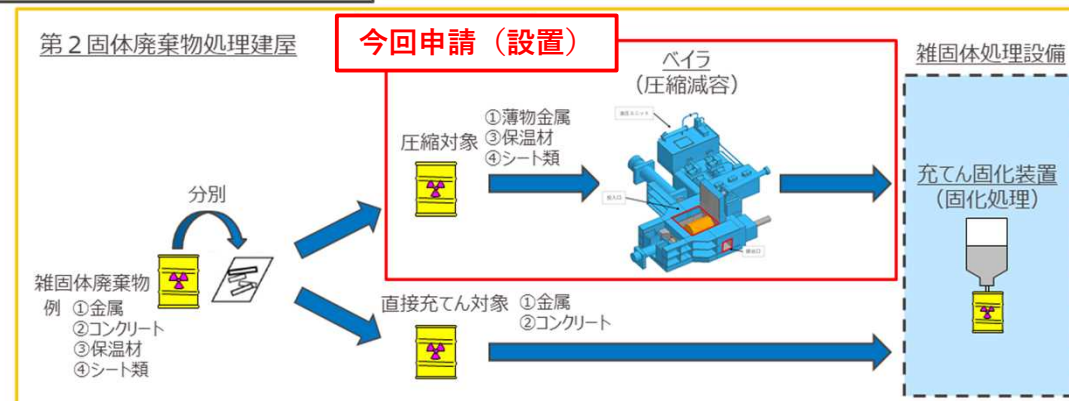 第２固体廃棄物処理建屋
今回申請（設置）
ベイラ
（圧縮減容）
雑固体処理設備
圧縮対象
①薄物金属
③保温材
④シート類
充てん固化装置
（固化処理）
分別
雑固体廃棄物
例 ①金属
②コンクリート
③保温材
④シート類
直接充てん対象
①金属
②コンクリート